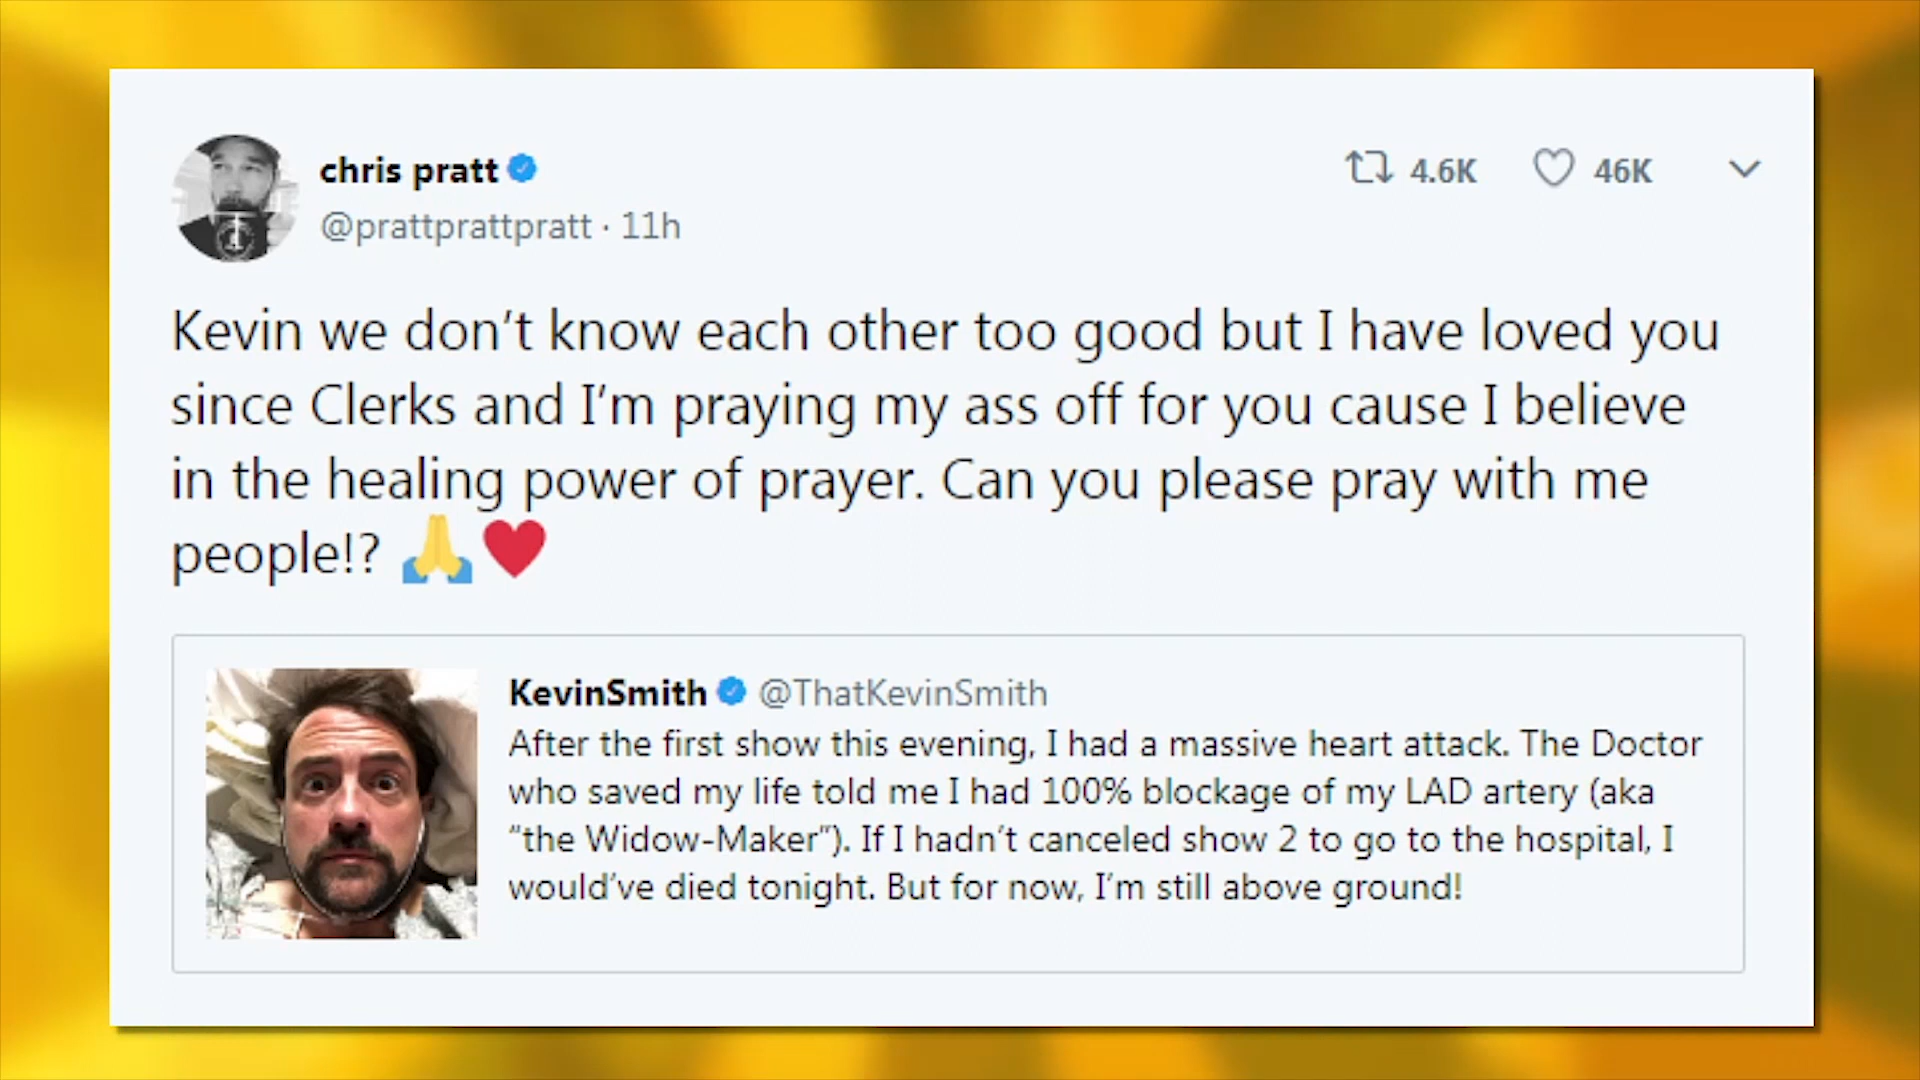 chris pratt
4.6K 46K
@prattprattpratt · 11h
Kevin we don’t know each other too good but I have loved you
since Clerks and I’m praying my ass off for you cause I believe
in the healing power of prayer. Can you please pray with me
people!? 🙏❤️
KevinSmith @ThatKevinSmith
After the first show this evening, I had a massive heart attack. The Doctor
who saved my life told me I had 100% blockage of my LAD artery (aka
“the Widow-Maker”). If I hadn’t canceled show 2 to go to the hospital, I
would’ve died tonight. But for now, I’m still above ground!